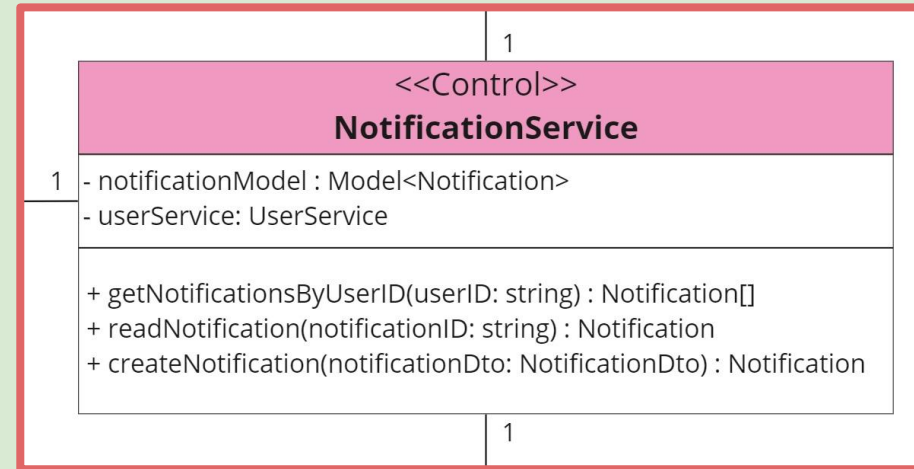 1
<<Control>>
NotificationService
1
- notificationModel : Model<Notification>
- userService: UserService
+ getNotificationsByUserID(userID: string) : Notification[]
+ readNotification(notificationID: string) : Notification
+ createNotification(notificationDto: NotificationDto) : Notification
1